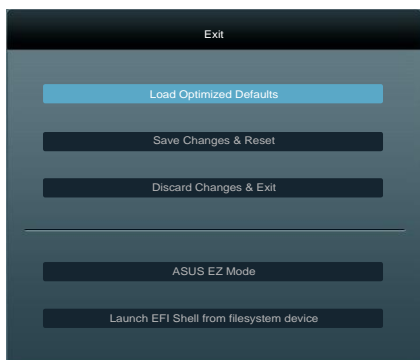 Exit
Load Optimized Defaults
Save Changes & Reset
Discard Changes & Exit
ASUS EZ Mode
Launch EFI Shell from filesystem device